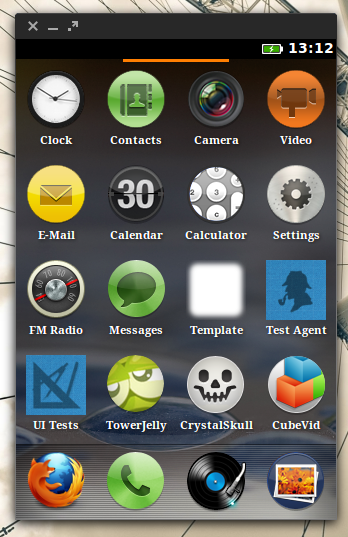 13:12
Clock Contacts Camera Video
30
E-Mail Calendar Calculator Settings
FM Radio Messages Template Test Agent
UI Tests TowerJelly CrystalSkull CubeVid